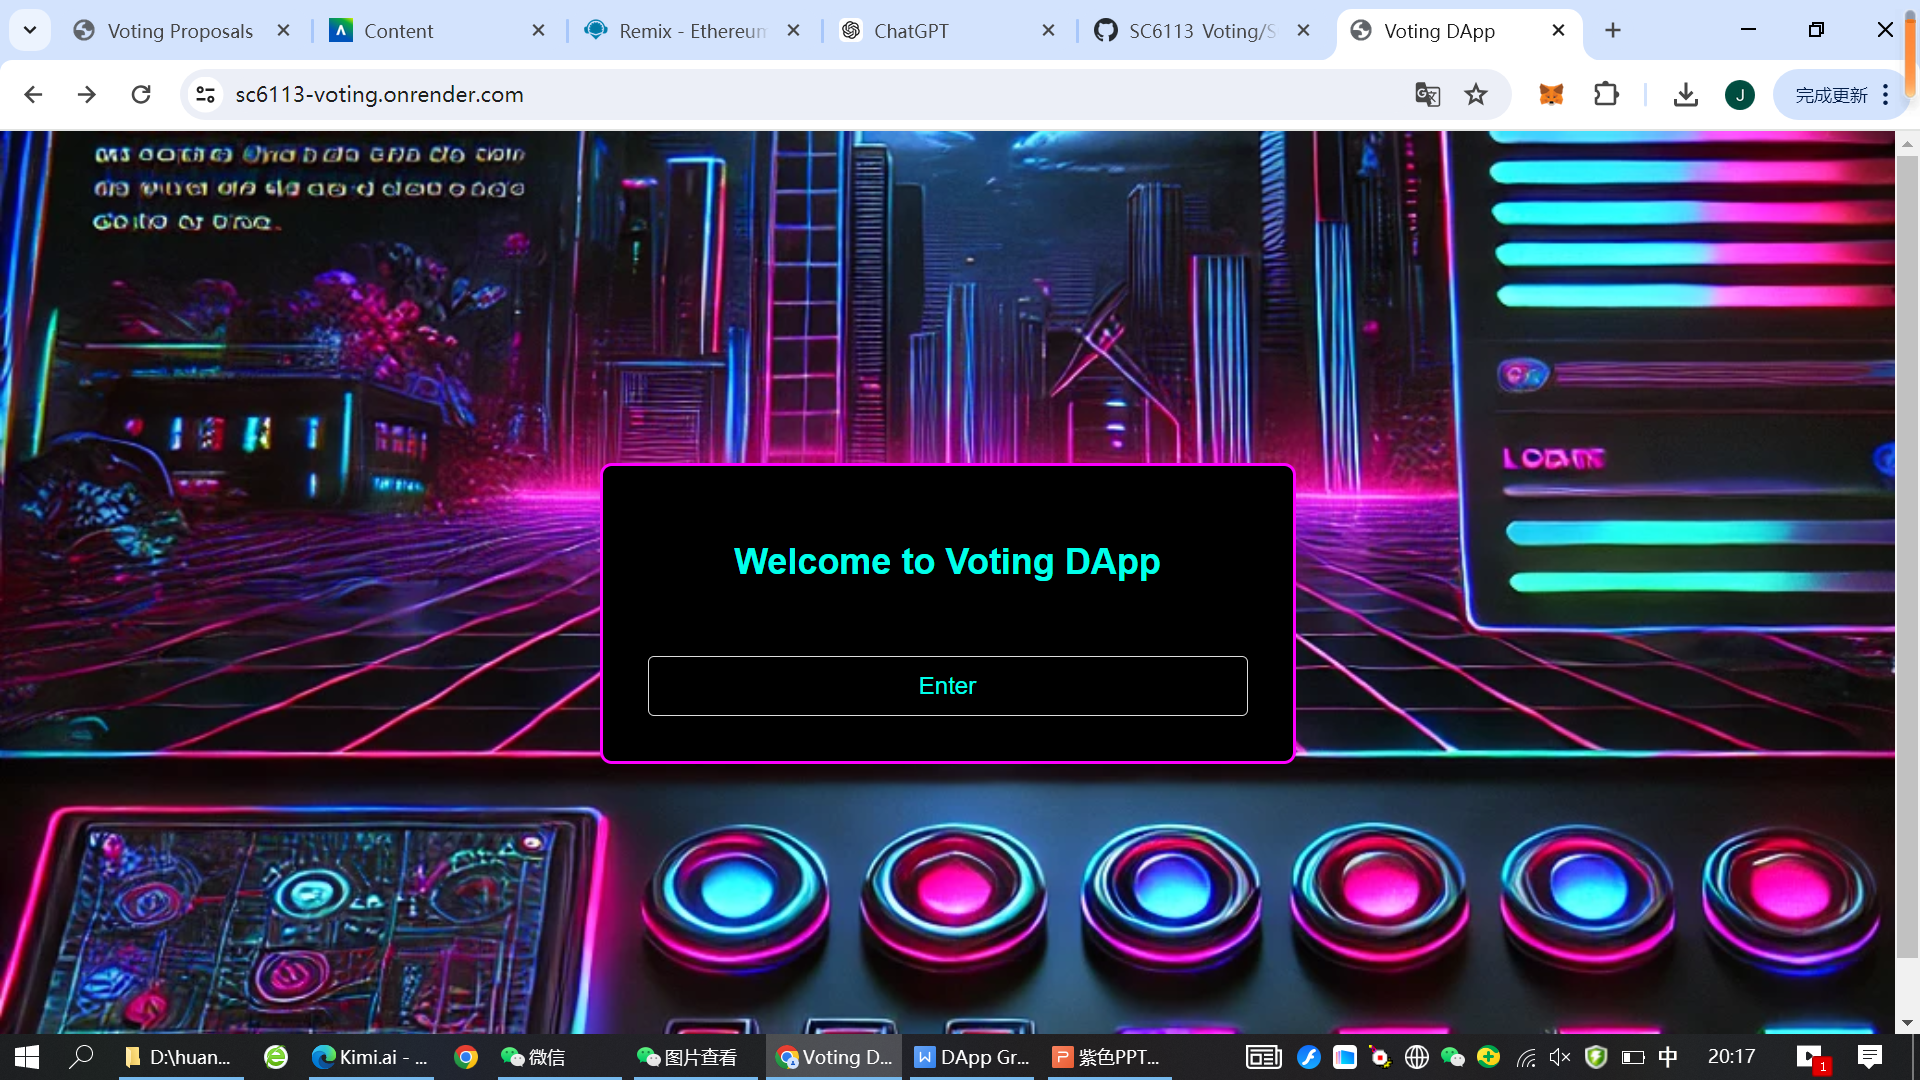 Voting Proposals
Content
Remix - Ethereum
ChatGPT
SC6113 Voting/S
Voting DApp
sc6113-voting.onrender.com
J
完成更新
Welcome to Voting DApp
Enter
D:\huan...
Kimi.ai - ...
微信
图片查看
Voting D...
DApp Gr...
紫色PPT...
中
20:17
1